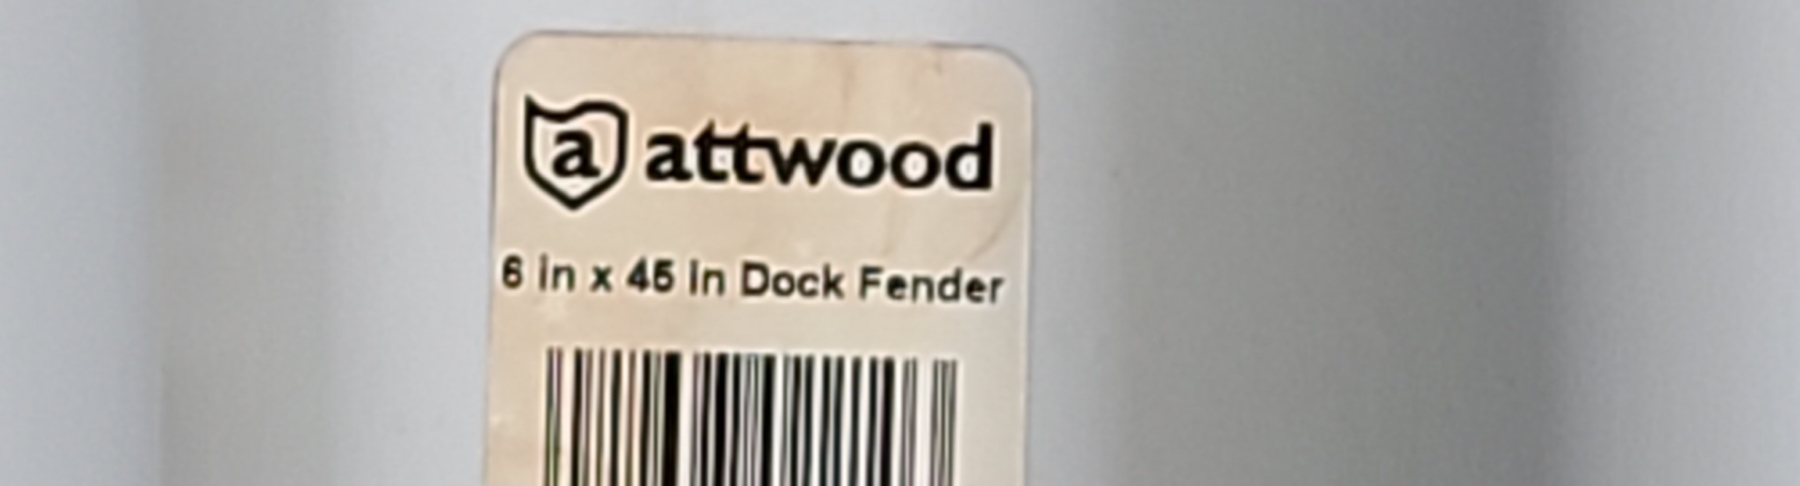 a attwood
6 in x 45 in Dock Fender